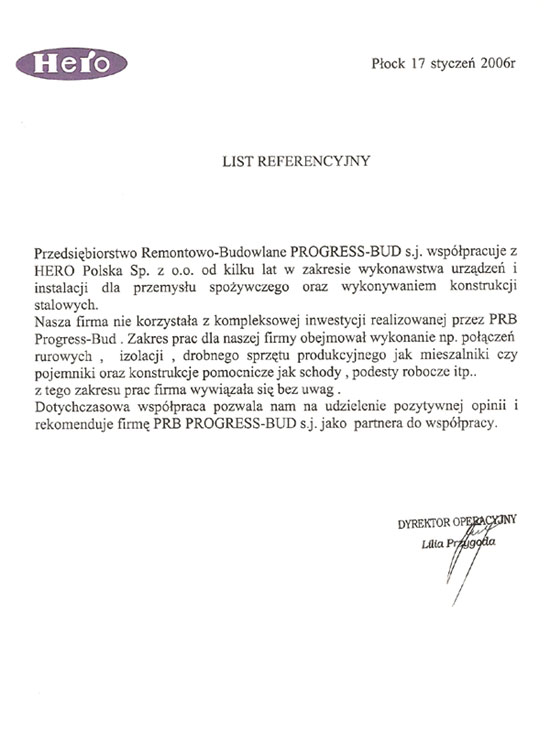 Hero
Płock 17 styczeń 2006r
LIST REFERENCYJNY
Przedsiębiorstwo Remontowo-Budowlane PROGRESS-BUD s.j. współpracuje z
HERO Polska Sp. z o.o. od kilku lat w zakresie wykonawstwa urządzeń i
instalacji dla przemysłu spożywczego oraz wykonywaniem konstrukcji
stalowych.
Nasza firma nie korzystała z kompleksowej inwestycji realizowanej przez PRB
Progress-Bud . Zakres prac dla naszej firmy obejmował wykonanie np. połączeń
rurowych , izolacji , drobnego sprzętu produkcyjnego jak mieszalniki czy
pojemniki oraz konstrukcje pomocnicze jak schody , podesty robocze itp..
z tego zakresu prac firma wywiązała się bez uwag .
Dotychczasowa współpraca pozwala nam na udzielenie pozytywnej opinii i
rekomenduje firmę PRB PROGRESS-BUD s.j. jako partnera do współpracy.
DYREKTOR OPERACYJNY
Lilia Przygoda